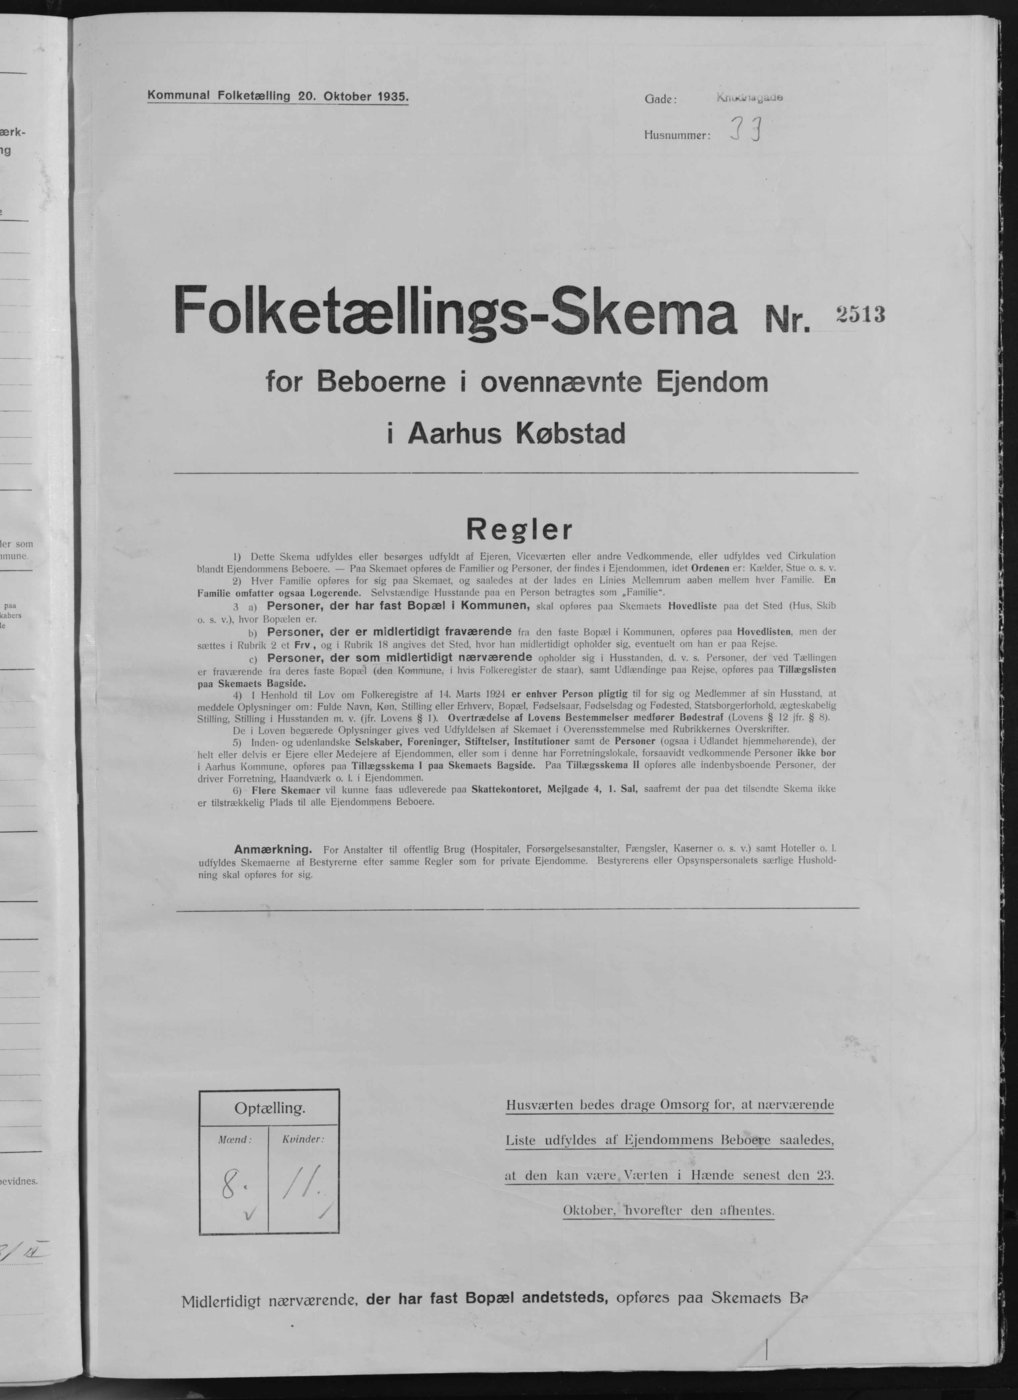 Kommunal Folketælling 20. Oktober 1935.
Gade:
Husnummer: 33
Folketællings-Skema Nr. 2513
for Beboerne i ovennævnte Ejendom
i Aarhus Købstad
Regler
1) Dette Skema udfyldes eller besørges udfyldt af Ejeren, Viceværten eller andre Vedkommende, eller udfyldes ved Cirkulation
blandt Ejendommens Beboere. — Paa Skemaet opføres de Familier og Personer, der findes i Ejendommen, idet Ordenen er: Kælder, Stue o. s. v.
2) Hver Familie opføres for sig paa Skemaet, og saaledes at der lades en Linies Mellemrum aaben mellem hver Familie. En
Familie omfatter ogsaa Logerende. Selvstændige Husstande paa en Person betragtes som „Familie“.
3 a) Personer, der har fast Bopæl i Kommunen, skal opføres paa Skemaets Hovedliste paa det Sted (Hus, Skib
o. s. v.), hvor Bopælen er.
b) Personer, der er midlertidigt fraværende fra den faste Bopæl i Kommunen, opføres paa Hovedlisten, men der
sættes i Rubrik 2 et Frv, og i Rubrik 18 angives det Sted, hvor han midlertidigt opholder sig, eventuelt om han er paa Rejse.
c) Personer, der som midlertidigt nærværende opholder sig i Husstanden, d. v. s. Personer, der ved Tællingen
er fraværende fra deres faste Bopæl (den Kommune, i hvis Folkeregister de staar), samt Udlændinge paa Rejse, opføres paa Tillægslisten
paa Skemaets Bagside.
4) I Henhold til Lov om Folkeregistre af 14. Marts 1924 er enhver Person pligtig til for sig og Medlemmer af sin Husstand, at
meddele Oplysninger om: Fulde Navn, Køn, Stilling eller Erhverv, Bopæl, Fødselsaar, Fødselsdag og Fødested, Statsborgerforhold, ægteskabelig
Stilling, Stilling i Husstanden m. v. (jfr. Lovens § 1). Overtrædelse af Lovens Bestemmelser medfører Bødestraf (Lovens § 12 jfr. § 8).
De i Loven begærede Oplysninger gives ved Udfyldelsen af Skemaet i Overensstemmelse med Rubrikkernes Overskrifter.
5) Inden- og udenlandske Selskaber, Foreninger, Stiftelser, Institutioner samt de Personer (ogsaa i Udlandet hjemmehørende), der
helt eller delvis er Ejere eller Medejere af Ejendommen, eller som i denne har Forretningslokale, forsaavidt vedkommende Personer ikke bor
i Aarhus Kommune, opføres paa Tillægsskema I paa Skemaets Bagside. Paa Tillægsskema II opføres alle indenbysboende Personer, der
driver Forretning, Haandværk o. l. i Ejendommen.
6) Flere Skemaer vil kunne faas udleverede paa Skattekontoret, Mejlgade 4, 1. Sal, saafremt der paa det tilsendte Skema ikke
er tilstrækkelig Plads til alle Ejendommens Beboere.
Anmærkning. For Anstalter til offentlig Brug (Hospitaler, Forsørgelsesanstalter, Fængsler, Kaserner o. s. v.) samt Hoteller o. l.
udfyldes Skemaerne af Bestyrerne efter samme Regler som for private Ejendomme. Bestyrerens eller Opsynspersonalets særlige Hushold-
ning skal opføres for sig.
Optælling.
Mænd: Kvinder:
8. 11.
Husværten bedes drage Omsorg for, at nærværende
Liste udfyldes af Ejendommens Beboere saaledes,
at den kan være Værten i Hænde senest den 23.
Oktober, hvorefter den afhentes.
Midlertidigt nærværende, der har fast Bopæl andetsteds, opføres paa Skemaets Ba